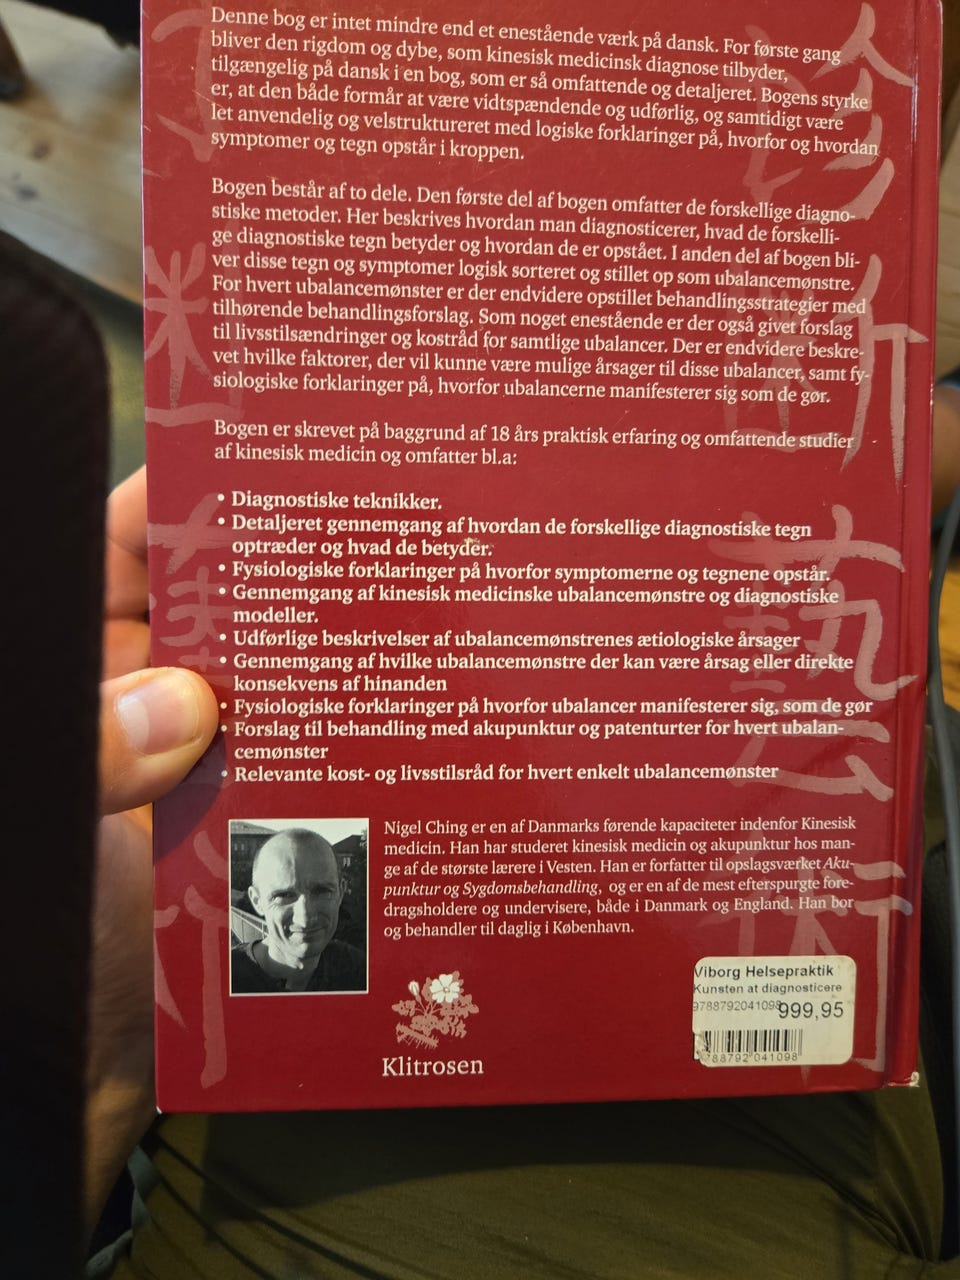 Denne bog er intet mindre end et enestående værk på dansk. For første gang
bliver den rigdom og dybe, som kinesisk medicinsk diagnose tilbyder,
tilgængelig på dansk i en bog, som er så omfattende og detaljeret. Bogens styrke
er, at den både formår at være vidtspændende og udførlig, og samtidigt være
let anvendelig og velstruktureret med logiske forklaringer på, hvorfor og hvordan
symptomer og tegn opstår i kroppen.
Bogen består af to dele. Den første del af bogen omfatter de forskellige diagno-
stiske metoder. Her beskrives hvordan man diagnosticerer, hvad de forskelli-
ge diagnostiske tegn betyder og hvordan de er opstået. I anden del af bogen bli-
ver disse tegn og symptomer logisk sorteret og stillet op som ubalancemønstre.
For hvert ubalancemønster er der endvidere opstillet behandlingsstrategier med
tilhørende behandlingsforslag. Som noget enestående er der også givet forslag
til livsstilsændringer og kostråd for samtlige ubalancer. Der er endvidere beskre-
vet hvilke faktorer, der vil kunne være mulige årsager til disse ubalancer, samt fy-
siologiske forklaringer på, hvorfor ubalancerne manifesterer sig som de gør.
Bogen er skrevet på baggrund af 18 års praktisk erfaring og omfattende studier
af kinesisk medicin og omfatter bl.a:
• Diagnostiske teknikker.
• Detaljeret gennemgang af hvordan de forskellige diagnostiske tegn
optræder og hvad de betyder.
• Fysiologiske forklaringer på hvorfor symptomerne og tegnene opstår.
• Gennemgang af kinesisk medicinske ubalancemønstre og diagnostiske
modeller.
• Udførlige beskrivelser af ubalancemønstrenes ætiologiske årsager
• Gennemgang af hvilke ubalancemønstre der kan være årsag eller direkte
konsekvens af hinanden
• Fysiologiske forklaringer på hvorfor ubalancer manifesterer sig, som de gør
• Forslag til behandling med akupunktur og patenturter for hvert ubalan-
cemønster
• Relevante kost- og livsstilsråd for hvert enkelt ubalancemønster
Nigel Ching er en af Danmarks førende kapaciteter indenfor Kinesisk
medicin. Han har studeret kinesisk medicin og akupunktur hos man-
ge af de største lærere i Vesten. Han er forfatter til opslagsværket Aku-
punktur og Sygdomsbehandling, og er en af de mest efterspurgte fore-
dragsholdere og undervisere, både i Danmark og England. Han bor
og behandler til daglig i København.
Klitrosen
Viborg Helsepraktik
Kunsten at diagnosticere
9788792041098
999,95
788792 041098